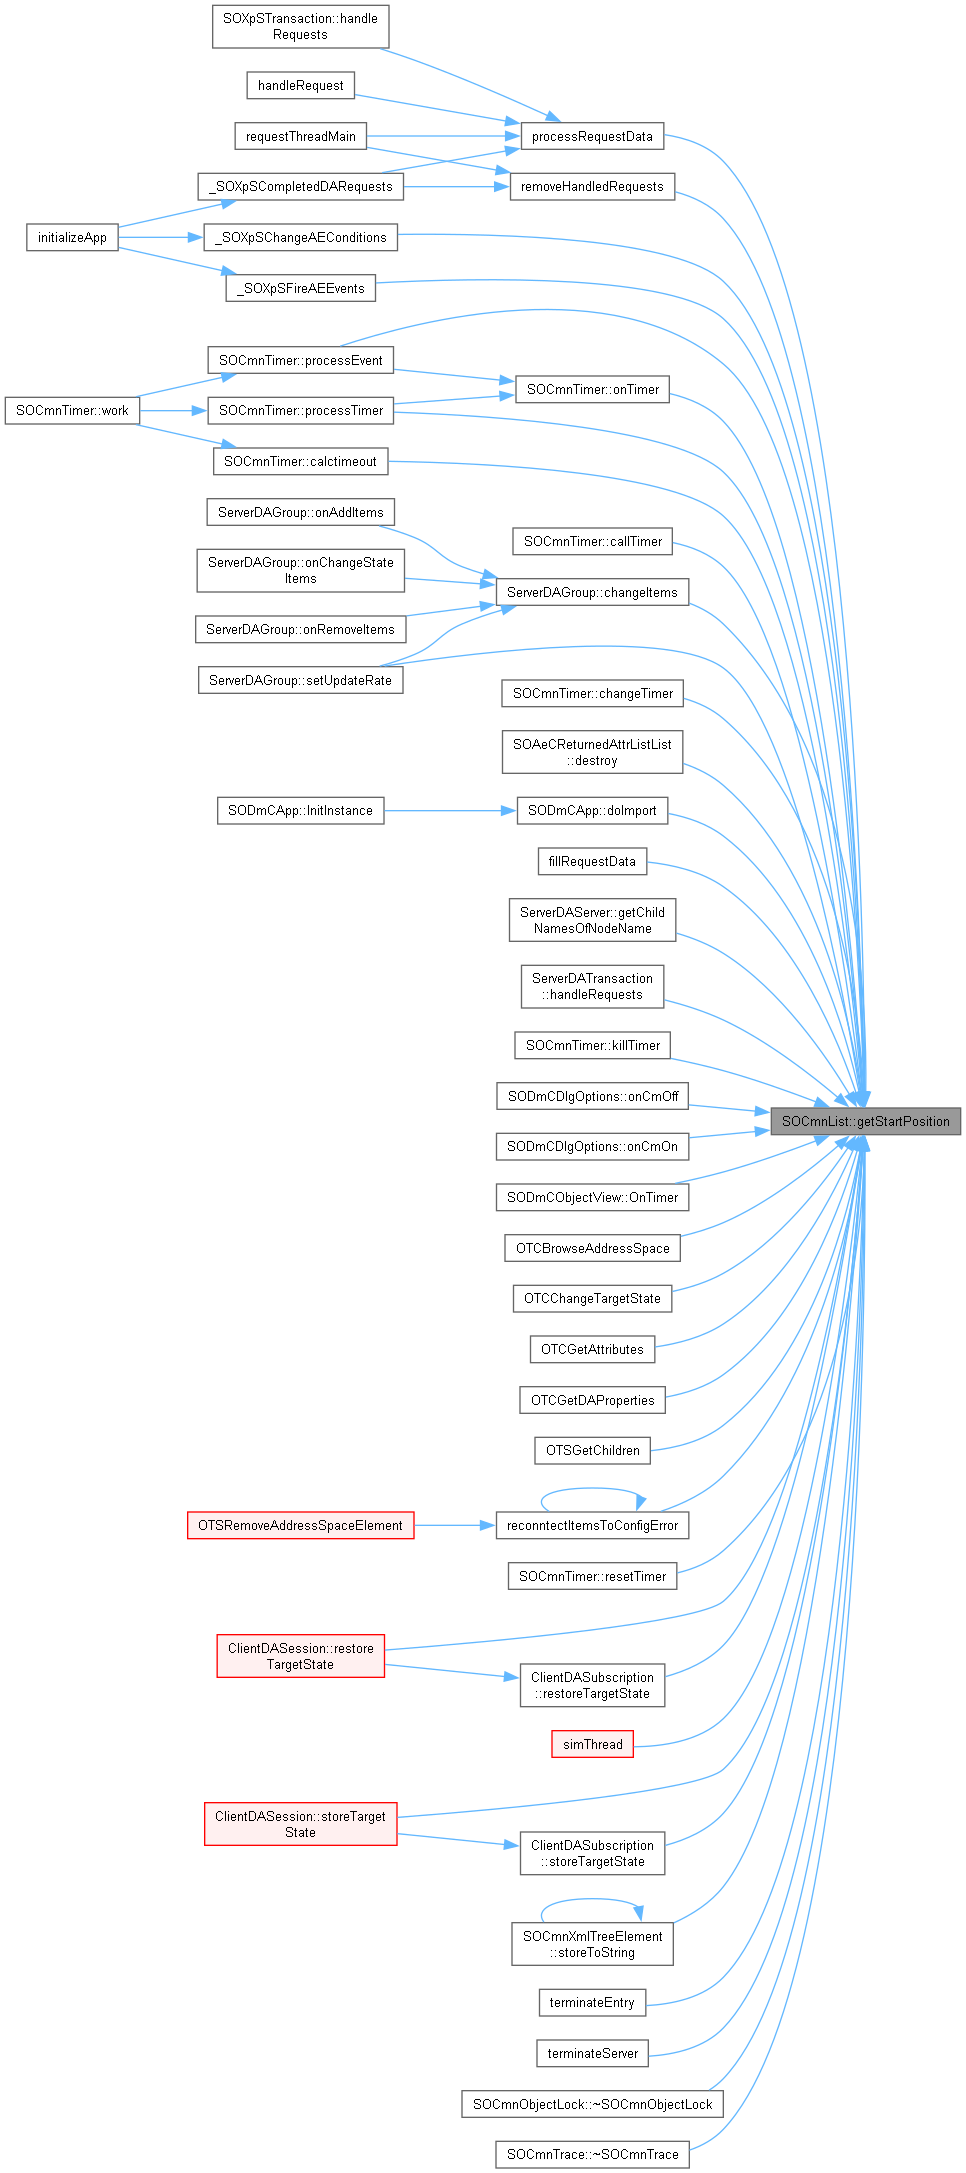 SOXpSTransaction::handle
Requests
handleRequest
processRequestData
requestThreadMain
_SOXpSCompletedDARequests
removeHandledRequests
initializeApp
_SOXpSChangeAEConditions
_SOXpSFireAEEvents
SOCmnTimer::processEvent
SOCmnTimer::onTimer
SOCmnTimer::work
SOCmnTimer::processTimer
SOCmnTimer::calctimeout
ServerDAGroup::onAddItems
SOCmnTimer::callTimer
ServerDAGroup::onChangeState
Items
ServerDAGroup::changeItems
ServerDAGroup::onRemoveItems
ServerDAGroup::setUpdateRate
SOCmnTimer::changeTimer
SOAeCReturnedAttrListList
::destroy
SODmCApp::InitInstance
SODmCApp::doImport
fillRequestData
ServerDAServer::getChild
NamesOfNodeName
ServerDATransaction
::handleRequests
SOCmnTimer::killTimer
SODmCDlgOptions::onCmOff
SOCmnList::getStartPosition
SODmCDlgOptions::onCmOn
SODmCObjectView::OnTimer
OTCBrowseAddressSpace
OTCChangeTargetState
OTCGetAttributes
OTCGetDAProperties
OTSGetChildren
OTSRemoveAddressSpaceElement
reconntectItemsToConfigError
SOCmnTimer::resetTimer
ClientDASession::restore
TargetState
ClientDASubscription
::restoreTargetState
simThread
ClientDASession::storeTarget
State
ClientDASubscription
::storeTargetState
SOCmnXmlTreeElement
::storeToString
terminateEntry
terminateServer
SOCmnObjectLock::~SOCmnObjectLock
SOCmnTrace::~SOCmnTrace